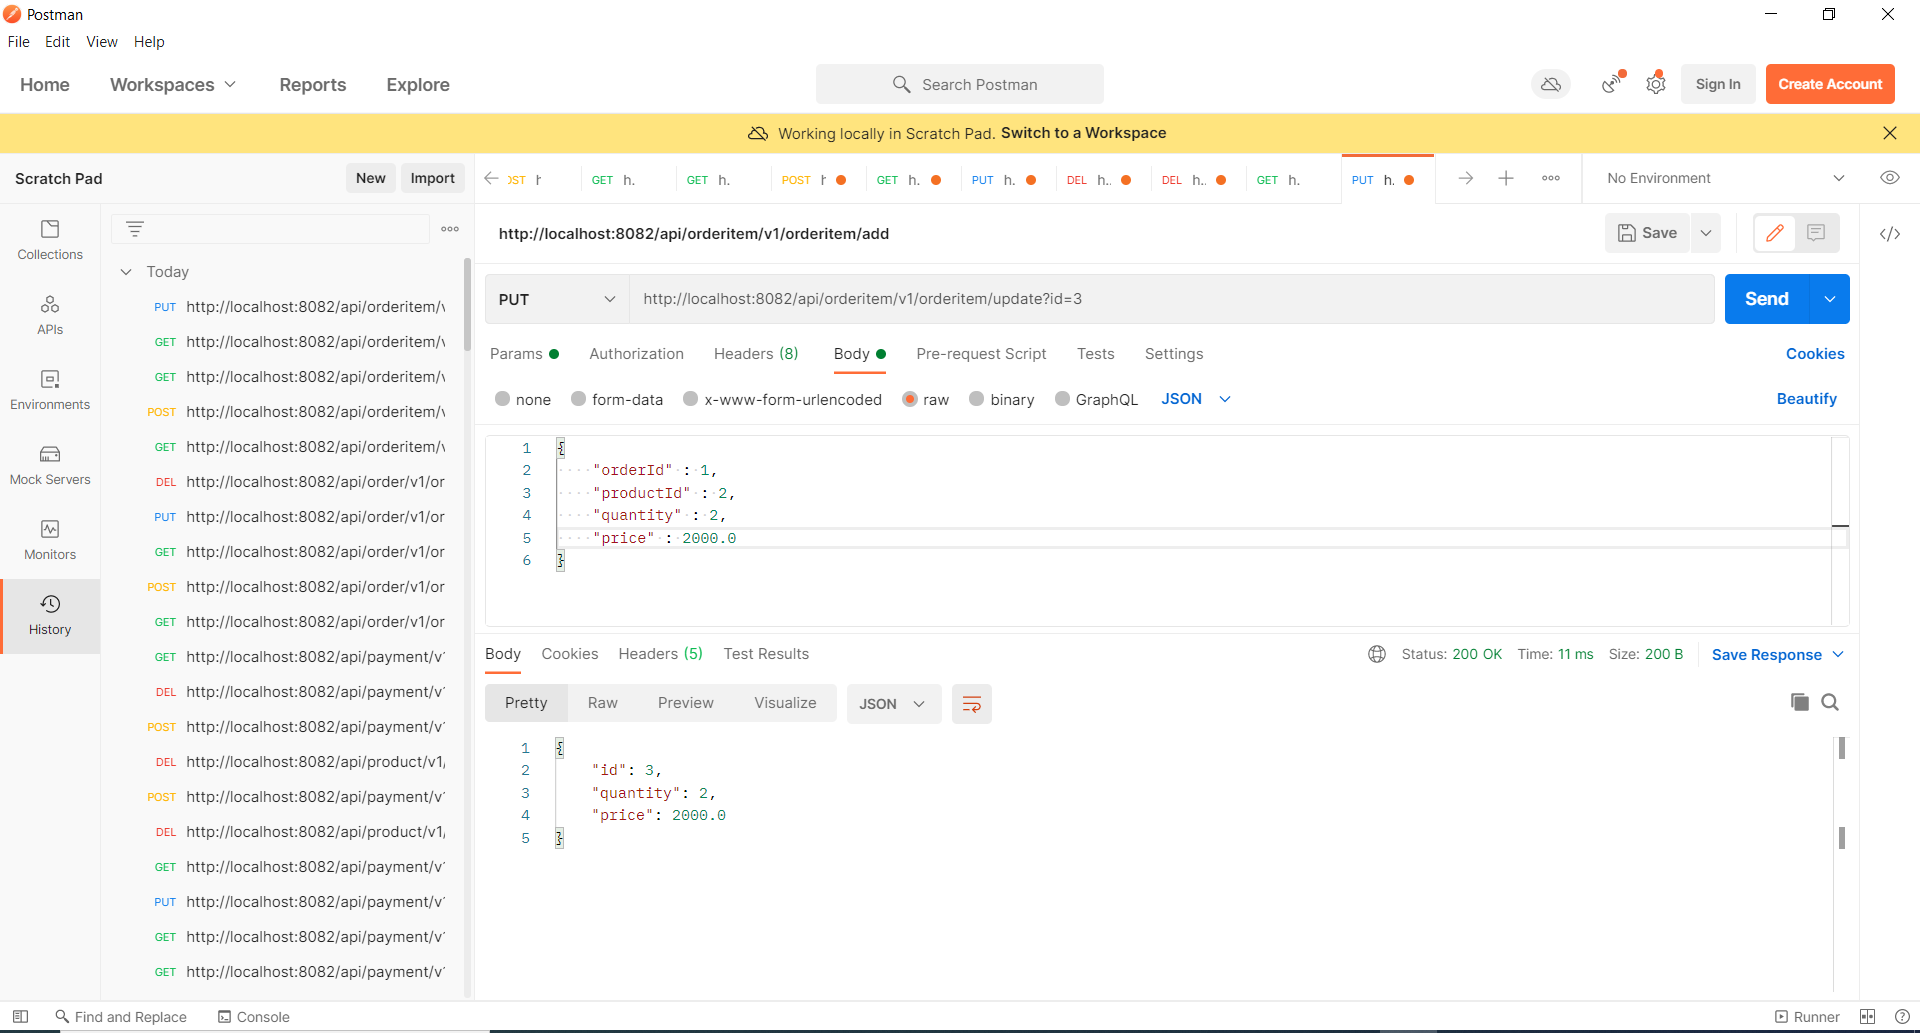 Postman
File Edit View Help
Home Workspaces Reports Explore Search Postman Sign In Create Account
Working locally in Scratch Pad. Switch to a Workspace
Scratch Pad New Import
OST h GET h. GET h. POST h GET h. PUT h. DEL h.. DEL h.. GET h. PUT h. No Environment
Collections
APIs
Environments
Mock Servers
Monitors
History
Today
PUT http://localhost:8082/api/orderitem/v
GET http://localhost:8082/api/orderitem/v
GET http://localhost:8082/api/orderitem/v
POST http://localhost:8082/api/orderitem/v
GET http://localhost:8082/api/orderitem/v
DEL http://localhost:8082/api/order/v1/or
PUT http://localhost:8082/api/order/v1/or
GET http://localhost:8082/api/order/v1/or
POST http://localhost:8082/api/order/v1/or
GET http://localhost:8082/api/order/v1/or
GET http://localhost:8082/api/payment/v1
DEL http://localhost:8082/api/payment/v1
POST http://localhost:8082/api/payment/v1
DEL http://localhost:8082/api/product/v1/
POST http://localhost:8082/api/payment/v1
DEL http://localhost:8082/api/product/v1/
GET http://localhost:8082/api/payment/v1
PUT http://localhost:8082/api/payment/v1
GET http://localhost:8082/api/payment/v1
GET http://localhost:8082/api/payment/v1
http://localhost:8082/api/orderitem/v1/orderitem/add Save
PUT http://localhost:8082/api/orderitem/v1/orderitem/update?id=3 Send
Params Authorization Headers (8) Body Pre-request Script Tests Settings Cookies
none form-data x-www-form-urlencoded raw binary GraphQL JSON Beautify
1 {
2 "orderId" : 1,
3 "productId" : 2,
4 "quantity" : 2,
5 "price" : 2000.0
6 }
Body Cookies Headers (5) Test Results Status: 200 OK Time: 11 ms Size: 200 B Save Response
Pretty Raw Preview Visualize JSON
1 {
2 "id": 3,
3 "quantity": 2,
4 "price": 2000.0
5 }
Find and Replace Console Runner